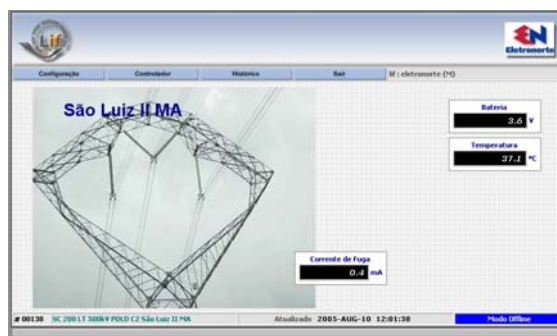 Lif
Eletronorte
Configuração
Controlador
Histórico
Sair
lif : eletronorte (M)
São Luiz II MA
Bateria
3.6 V
Temperatura
37.1 °C
Corrente de Fuga
0.4 mA
# 00138 SC 200 LT 500kV PDLD C2 São Luiz II MA
Atualizado 2005-AUG-10 12:01:38
Modo Offline